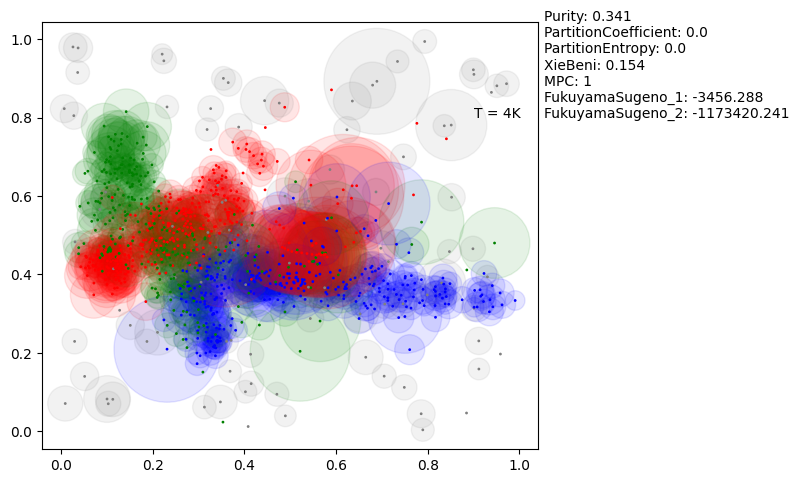 Purity: 0.341
PartitionCoefficient: 0.0
PartitionEntropy: 0.0
XieBeni: 0.154
MPC: 1
FukuyamaSugeno_1: -3456.288
FukuyamaSugeno_2: -1173420.241
T = 4K
1.0
0.8
0.6
0.4
0.2
0.0
0.0 0.2 0.4 0.6 0.8 1.0